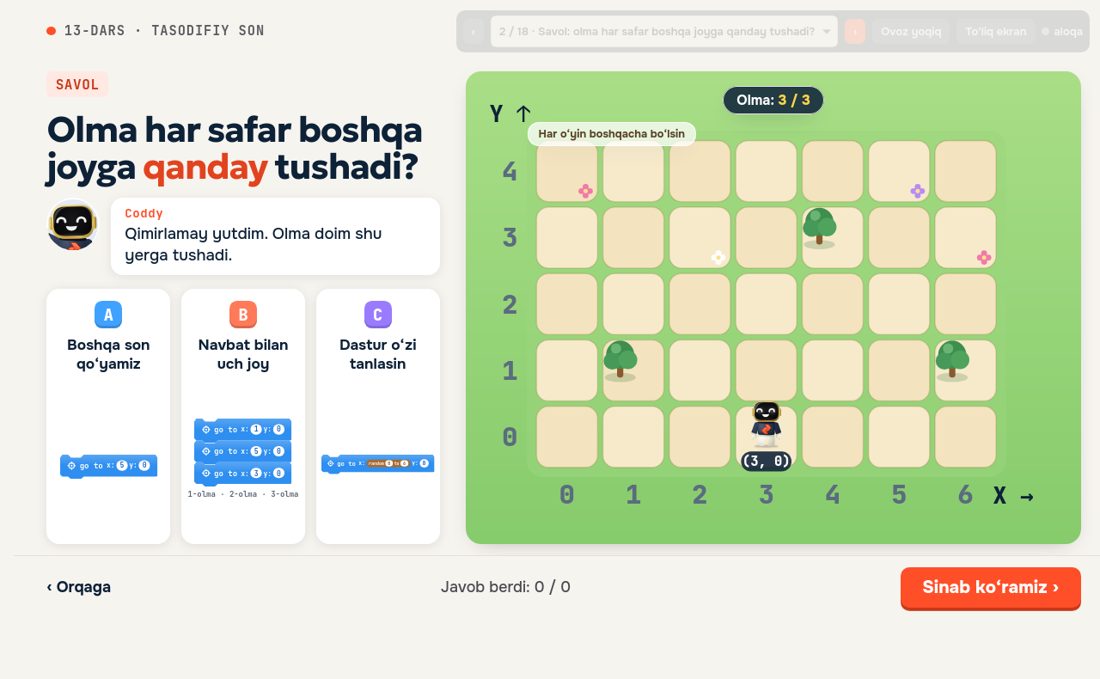 13-DARS · TASODIFIY SON
‹ 2 / 18 · Savol: olma har safar boshqa joyga qanday tushadi? › Ovoz yoqiq To'liq ekran aloqa
SAVOL
Olma har safar boshqa
joyga qanday tushadi?
Coddy
Qimirlamay yutdim. Olma doim shu
yerga tushadi.
A
Boshqa son
qo‘yamiz
go to x: 5 y: 0
B
Navbat bilan
uch joy
go to x: 1 y: 0
go to x: 5 y: 0
go to x: 3 y: 0
1-olma · 2-olma · 3-olma
C
Dastur o‘zi
tanlasin
go to x: random 0 to 6 y: 0
Olma: 3 / 3
Y ↑
Har o‘yin boshqacha bo‘lsin
4
3
2
1
0
(3, 0)
0 1 2 3 4 5 6 X →
‹ Orqaga
Javob berdi: 0 / 0
Sinab ko‘ramiz ›